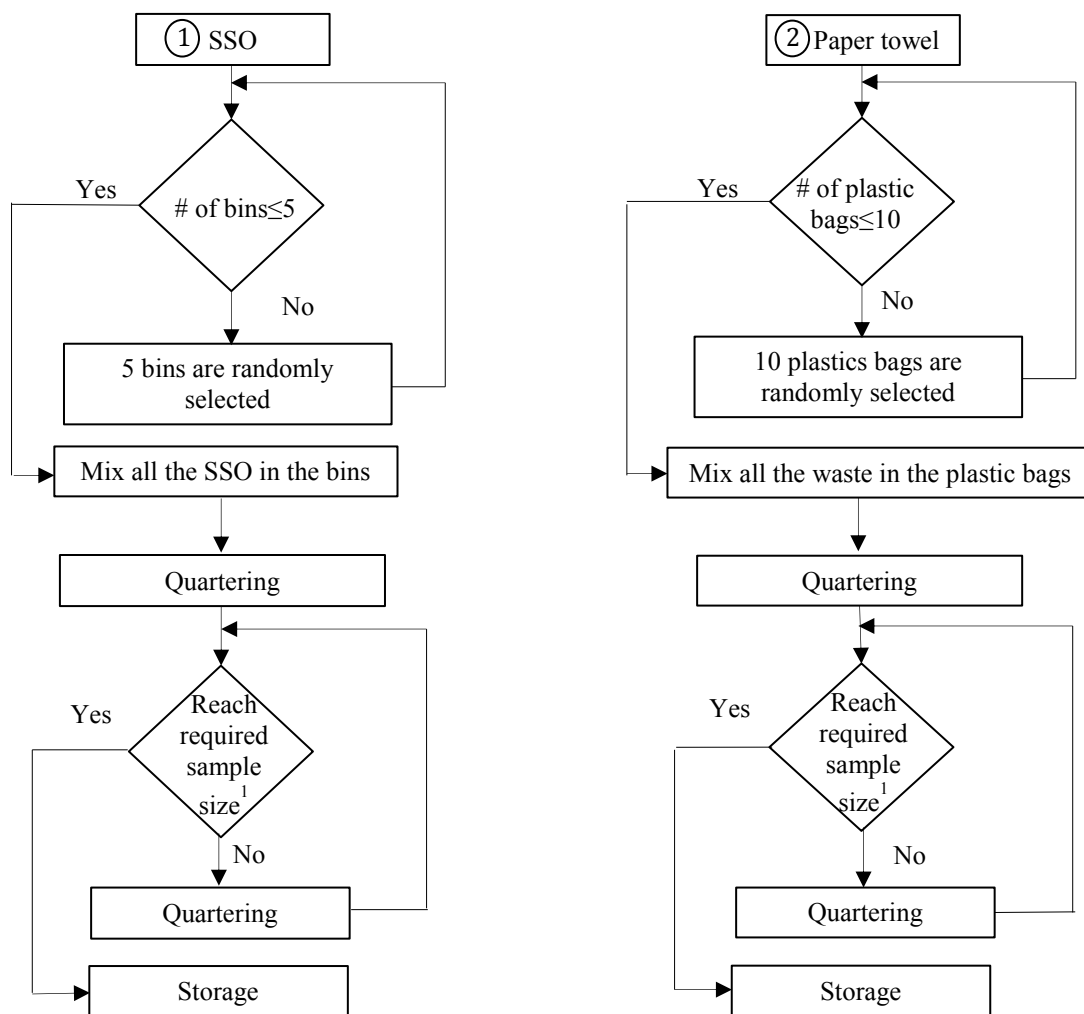 ① SSO
Yes
# of bins≤5
No
5 bins are randomly
selected
Mix all the SSO in the bins
Quartering
Yes
Reach
required
sample
size¹
No
Quartering
Storage
② Paper towel
Yes
# of plastic
bags≤10
No
10 plastics bags are
randomly selected
Mix all the waste in the plastic bags
Quartering
Yes
Reach
required
sample
size¹
No
Quartering
Storage